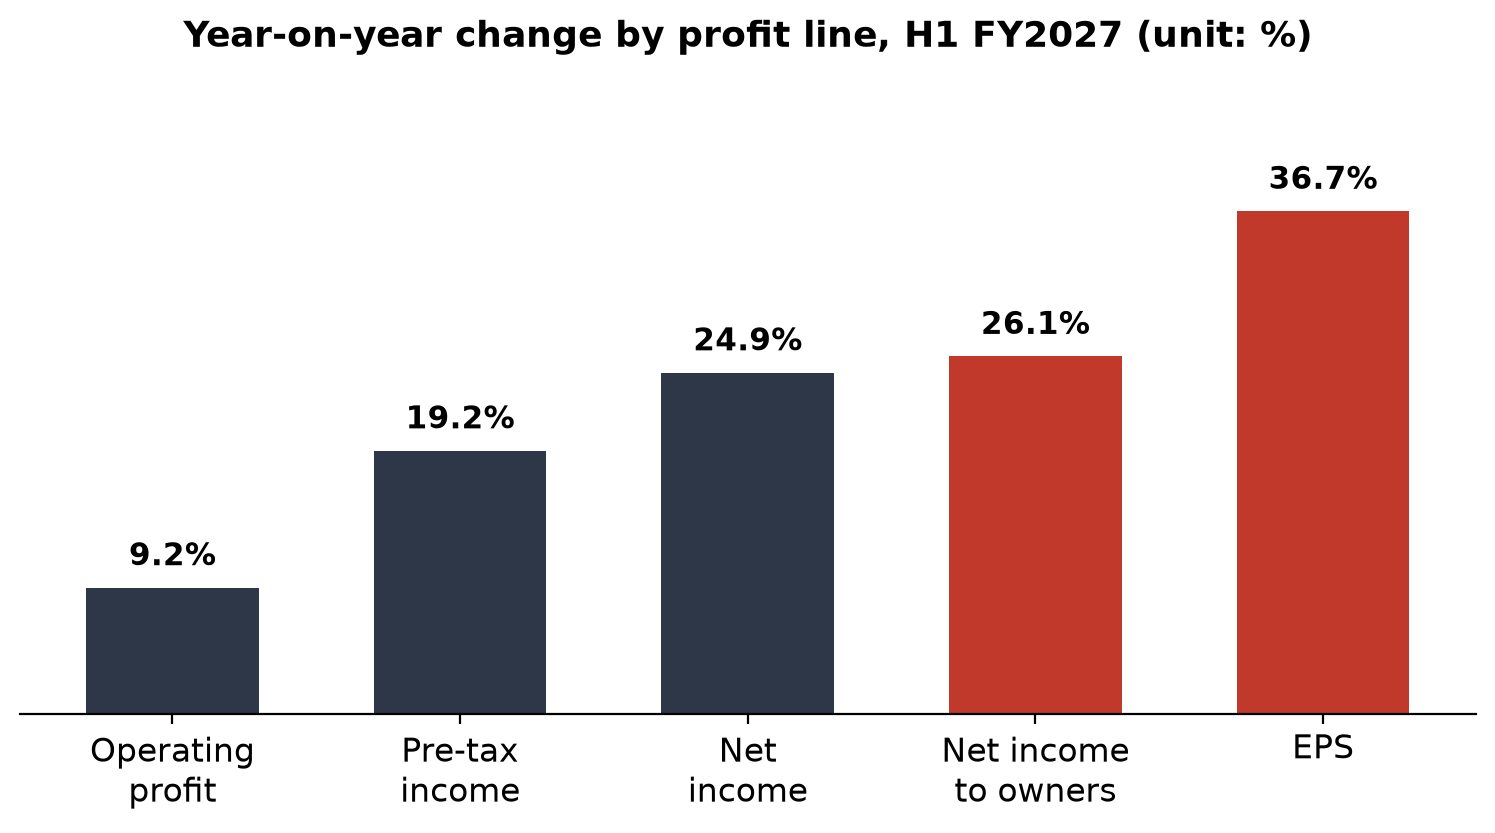 Year-on-year change by profit line, H1 FY2027 (unit: %)
36.7%
26.1%
24.9%
19.2%
9.2%
Operating
profit
Pre-tax
income
Net
income
Net income
to owners
EPS